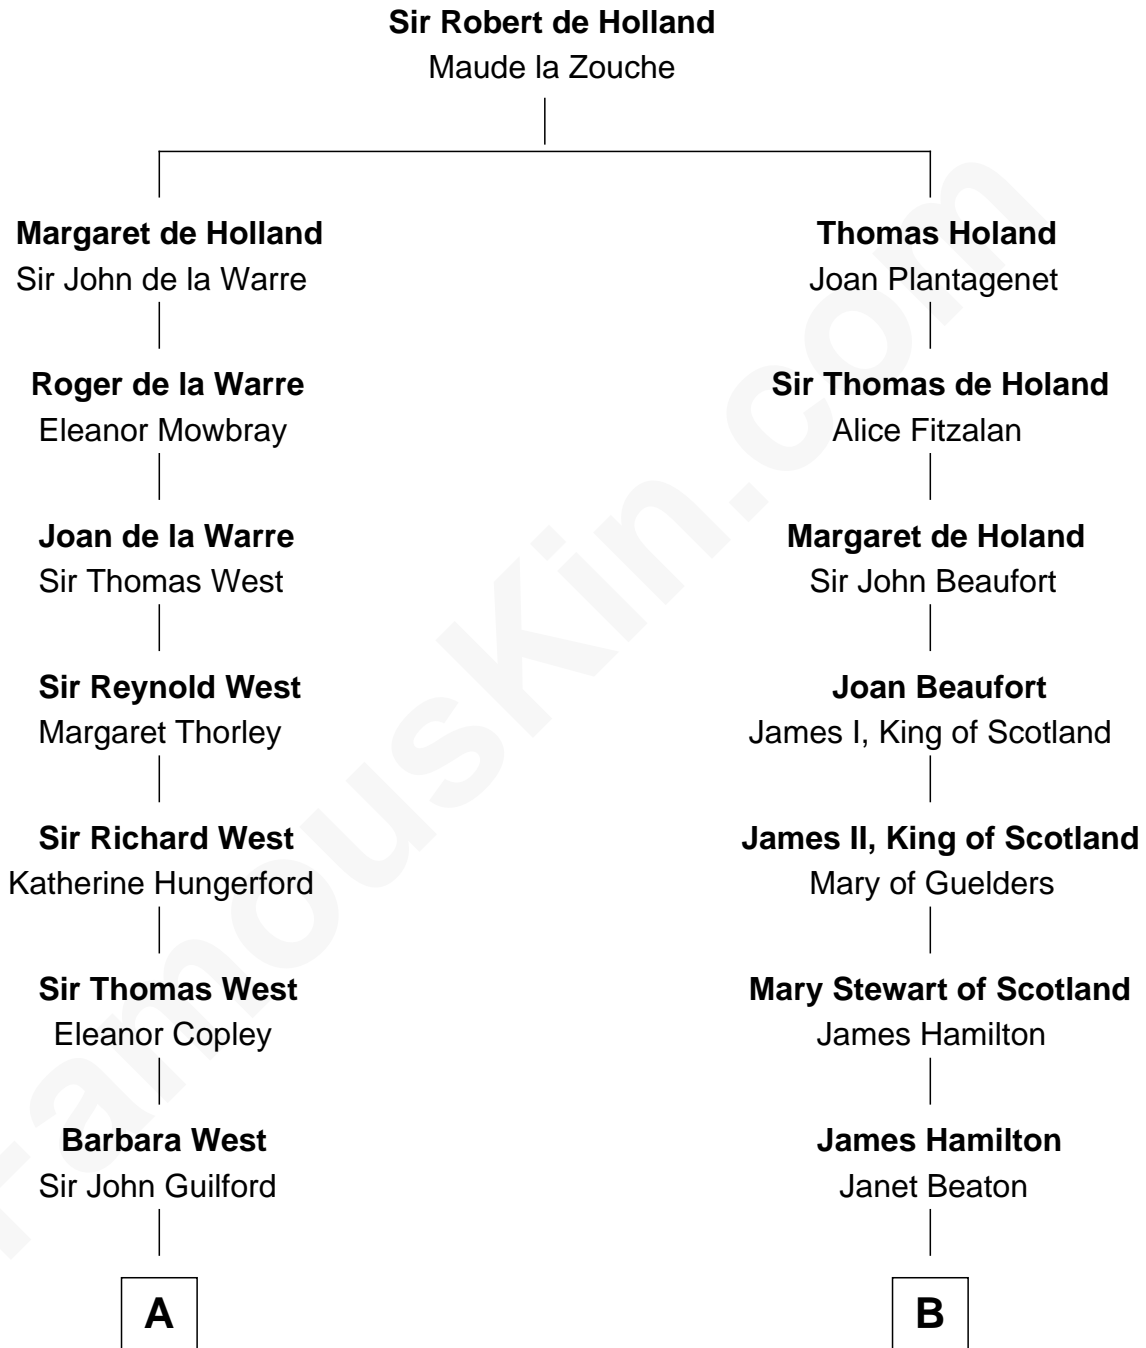 Sir Robert de Holland
Maude la Zouche
Margaret de Holland
Sir John de la Warre
Roger de la Warre
Eleanor Mowbray
Joan de la Warre
Sir Thomas West
Sir Reynold West
Margaret Thorley
Sir Richard West
Katherine Hungerford
Sir Thomas West
Eleanor Copley
Barbara West
Sir John Guilford
A
Thomas Holand
Joan Plantagenet
Sir Thomas de Holand
Alice Fitzalan
Margaret de Holand
Sir John Beaufort
Joan Beaufort
James I, King of Scotland
James II, King of Scotland
Mary of Guelders
Mary Stewart of Scotland
James Hamilton
James Hamilton
Janet Beaton
B
FamousKin.com